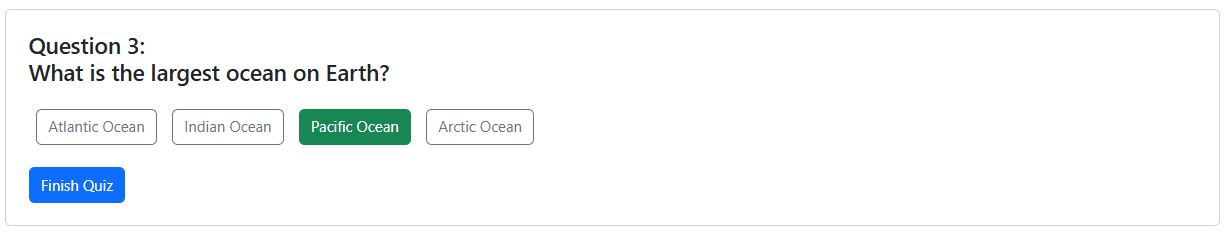 Question 3:
What is the largest ocean on Earth?
Atlantic Ocean Indian Ocean Pacific Ocean Arctic Ocean
Finish Quiz